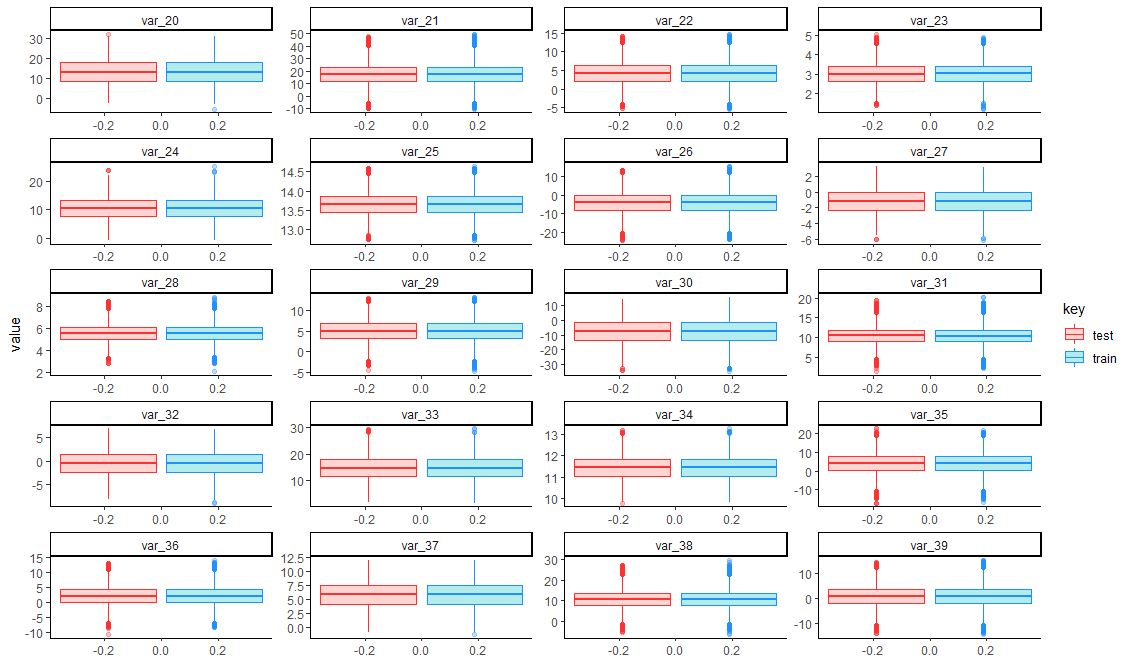 var_20 var_21 var_22 var_23
30 20 10 0
50 40 30 20 10 0 -10
15 10 5 0 -5
5 4 3 2
-0.2 0.0 0.2 -0.2 0.0 0.2 -0.2 0.0 0.2 -0.2 0.0 0.2
var_24 var_25 var_26 var_27
20 10 0
14.5 14.0 13.5 13.0
10 0 -10 -20
2 0 -2 -4 -6
-0.2 0.0 0.2 -0.2 0.0 0.2 -0.2 0.0 0.2 -0.2 0.0 0.2
var_28 var_29 var_30 var_31
8 6 4 2
10 5 0 -5
10 0 -10 -20 -30
20 15 10 5
-0.2 0.0 0.2 -0.2 0.0 0.2 -0.2 0.0 0.2 -0.2 0.0 0.2
var_32 var_33 var_34 var_35
5 0 -5
30 20 10
13 12 11 10
20 10 0 -10
-0.2 0.0 0.2 -0.2 0.0 0.2 -0.2 0.0 0.2 -0.2 0.0 0.2
var_36 var_37 var_38 var_39
15 10 5 0 -5 -10
12.5 10.0 7.5 5.0 2.5 0.0
30 20 10 0
10 0 -10
-0.2 0.0 0.2 -0.2 0.0 0.2 -0.2 0.0 0.2 -0.2 0.0 0.2
value
key
test
train